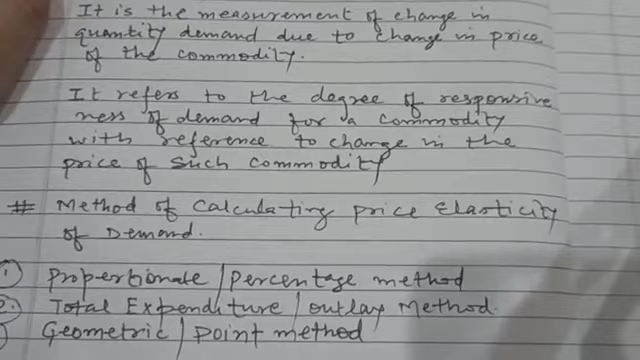 It is the measurement of change in
quantity demand due to change in price
of the commodity.
It refers to the degree of responsive
ness of demand for a commodity
with reference to change in the
price of such commodity
# Method of calculating price Elasticity
of Demand.
1) Propertionate / percentage method
2. Total Expenditure / outlay Method.
Geometric / point method